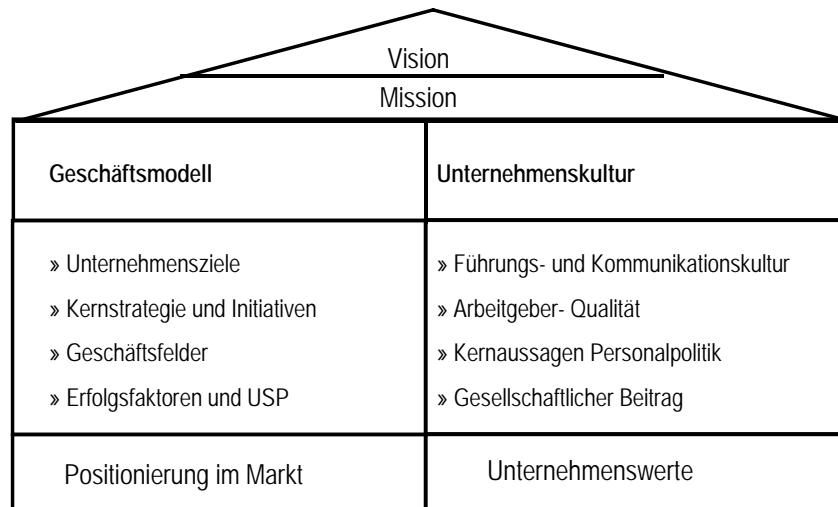 Vision
Mission
Geschäftsmodell
Unternehmenskultur
» Unternehmensziele
» Kernstrategie und Initiativen
» Geschäftsfelder
» Erfolgsfaktoren und USP
» Führungs- und Kommunikationskultur
» Arbeitgeber- Qualität
» Kernaussagen Personalpolitik
» Gesellschaftlicher Beitrag
Positionierung im Markt
Unternehmenswerte